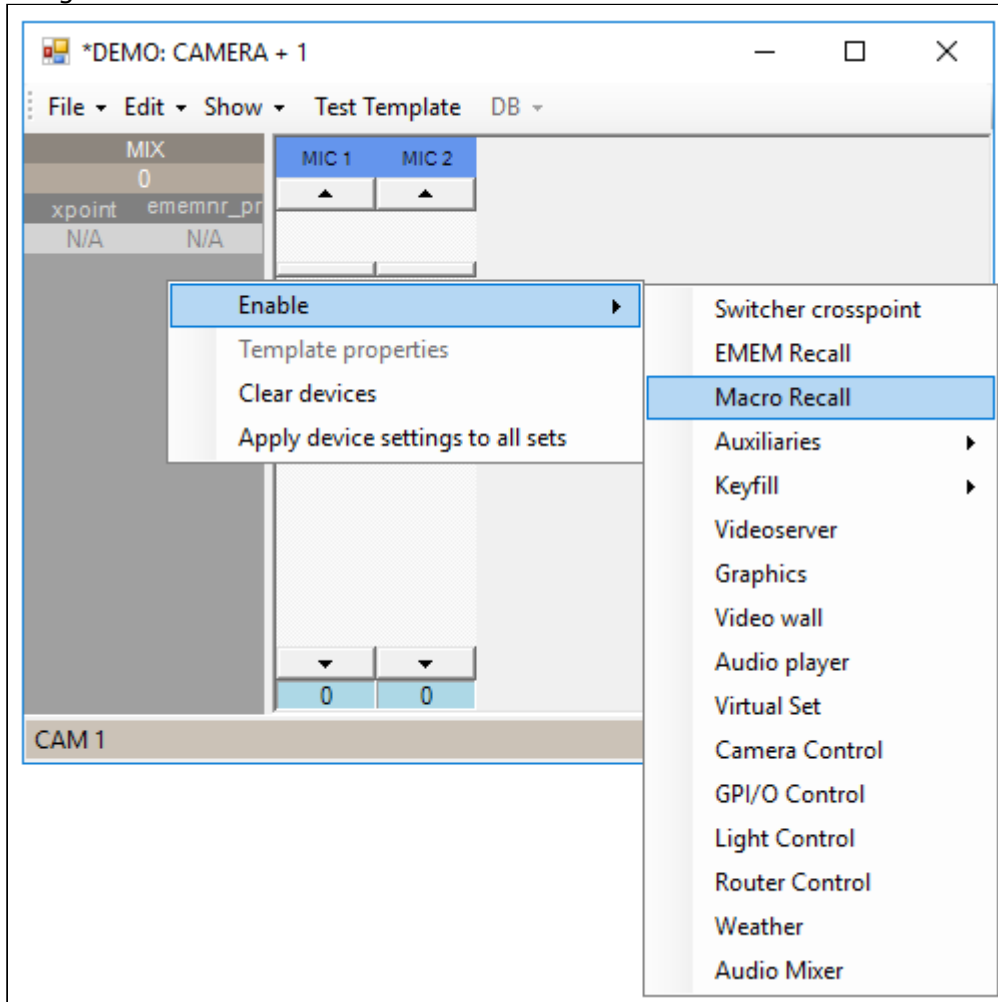 *DEMO: CAMERA + 1
File Edit Show Test Template DB
MIX
0
xpoint ememnr_pr
N/A N/A
MIC 1 MIC 2
Enable
Template properties
Clear devices
Apply device settings to all sets
Switcher crosspoint
EMEM Recall
Macro Recall
Auxiliaries
Keyfill
Videoserver
Graphics
Video wall
Audio player
Virtual Set
Camera Control
GPI/O Control
Light Control
Router Control
Weather
Audio Mixer
0 0
CAM 1